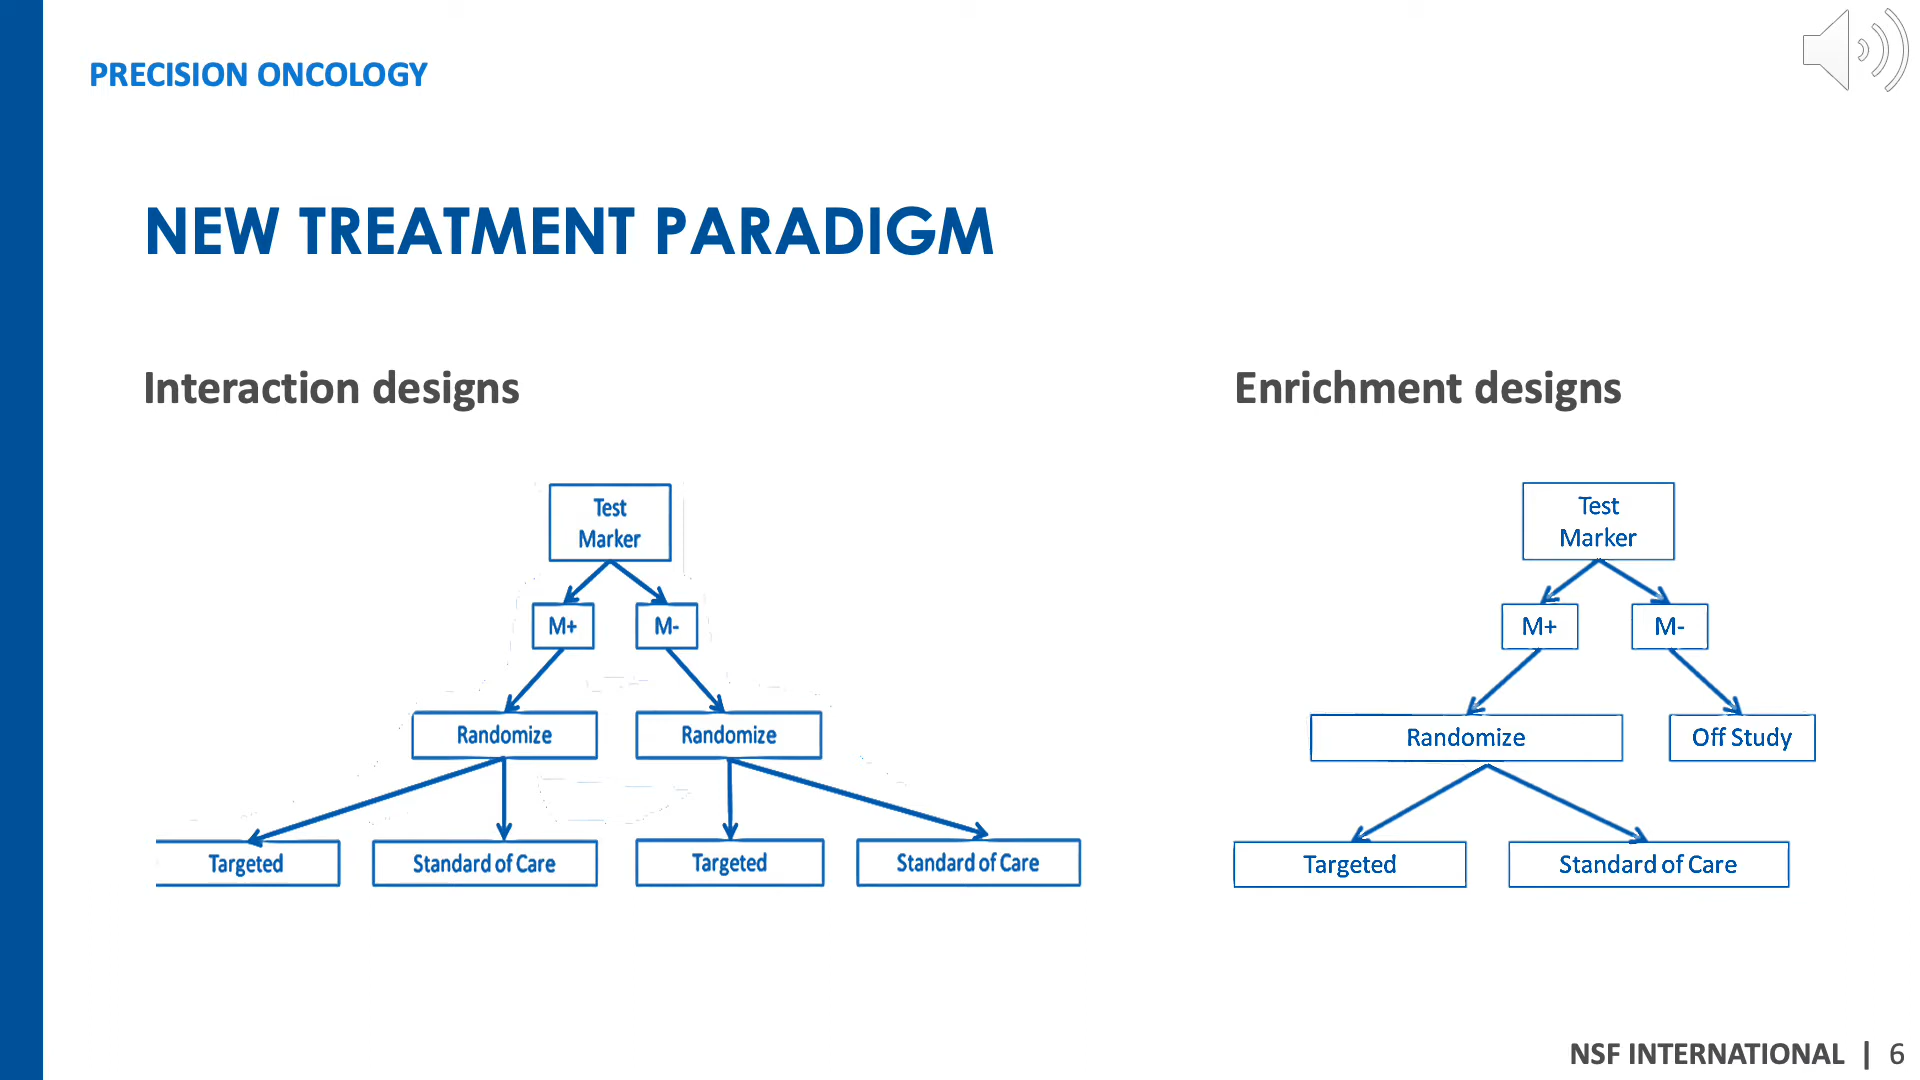 PRECISION ONCOLOGY
NEW TREATMENT PARADIGM
Interaction designs
Test
Marker
M+
M-
Randomize
Randomize
Targeted
Standard of Care
Targeted
Standard of Care
Enrichment designs
Test
Marker
M+
M-
Randomize
Off Study
Targeted
Standard of Care
NSF INTERNATIONAL | 6